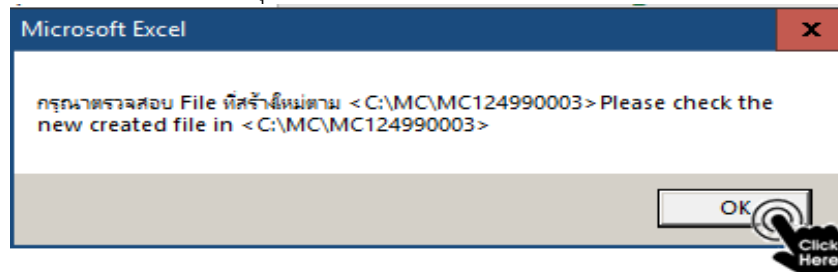 Microsoft Excel
กรุณาตรวจสอบ File ที่สร้างใหม่ตาม <C:\MC\MC124990003>Please check the
new created file in <C:\MC\MC124990003>
OK
Click
Here